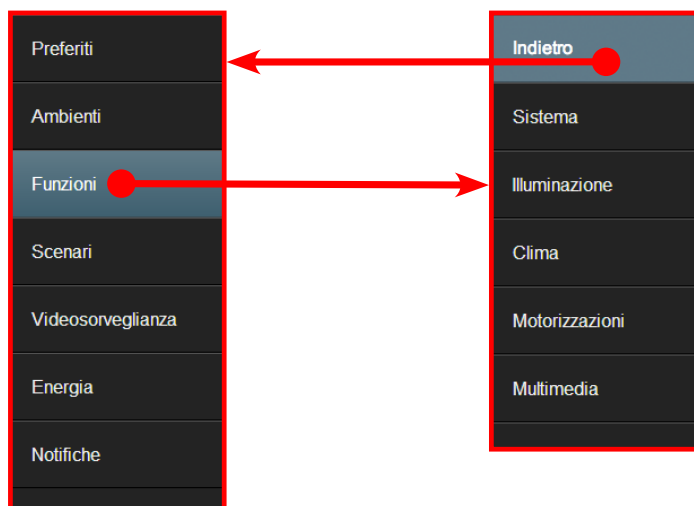 Preferiti
Ambienti
Funzioni
Scenari
Videosorveglianza
Energia
Notifiche
Indietro
Sistema
Illuminazione
Clima
Motorizzazioni
Multimedia